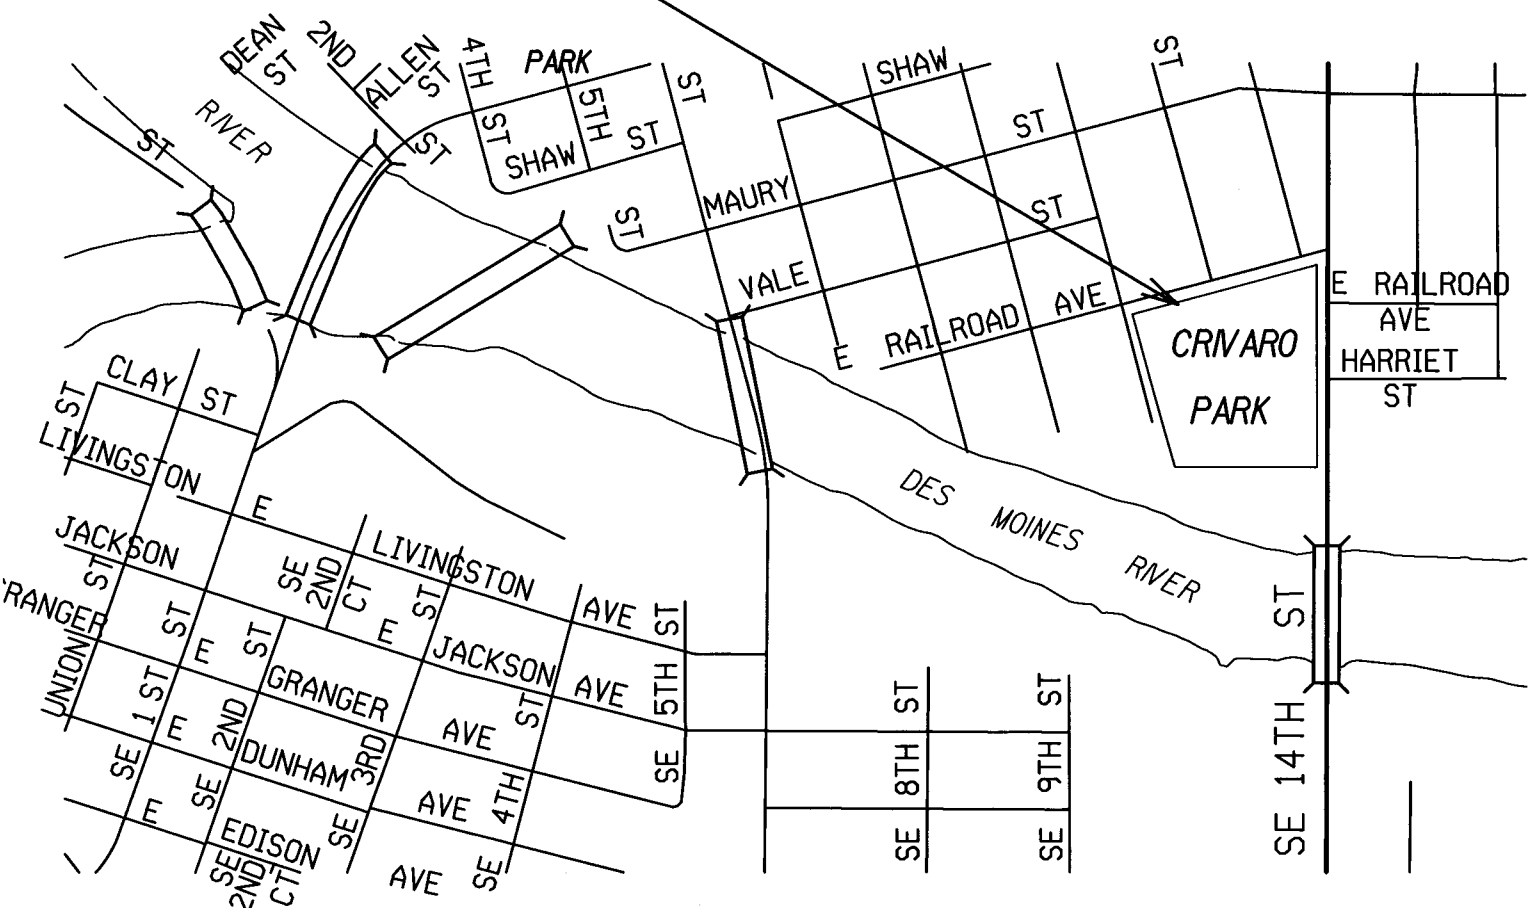 DEAN
ST
2ND
ALLEN
ST
ST
4TH
ST
PARK
5TH
SHAW ST
ST
SHAW
ST
ST
RIVER
ST
ST
MAURY
ST
VALE
ST
E RAILROAD AVE
CRIVARO
PARK
E RAILROAD
AVE
HARRIET
ST
CLAY ST
ST
LIVINGSTON
E LIVINGSTON AVE
JACKSON
ST
SE
2ND
CT
ST
E JACKSON AVE
RANGER
UNION
ST
ST
E GRANGER AVE
SE 1 ST
SE 2ND
E DUNHAM AVE
SE 3RD
SE 4TH ST
SE 5TH ST
E EDISON AVE
SE
2ND
CT
DES MOINES RIVER
SE 8TH ST
SE 9TH ST
SE 14TH ST